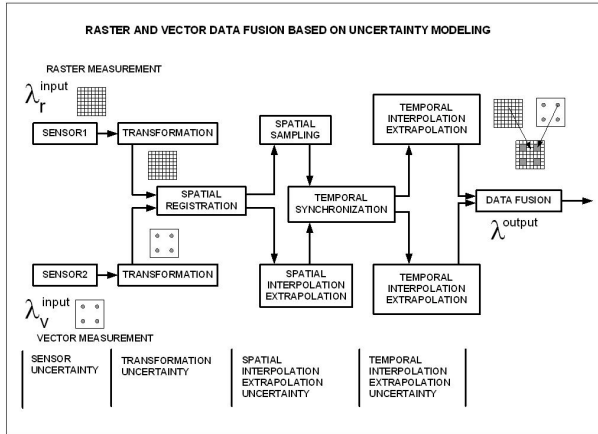 RASTER AND VECTOR DATA FUSION BASED ON UNCERTAINTY MODELING
RASTER MEASUREMENT
λ_r^input
SENSOR1
TRANSFORMATION
SPATIAL
SAMPLING
TEMPORAL
INTERPOLATION
EXTRAPOLATION
SPATIAL
REGISTRATION
TEMPORAL
SYNCHRONIZATION
DATA FUSION
λ^output
SENSOR2
TRANSFORMATION
SPATIAL
INTERPOLATION
EXTRAPOLATION
TEMPORAL
INTERPOLATION
EXTRAPOLATION
λ_v^input
VECTOR MEASUREMENT
SENSOR
UNCERTAINTY
TRANSFORMATION
UNCERTAINTY
SPATIAL
INTERPOLATION
EXTRAPOLATION
UNCERTAINTY
TEMPORAL
INTERPOLATION
EXTRAPOLATION
UNCERTAINTY